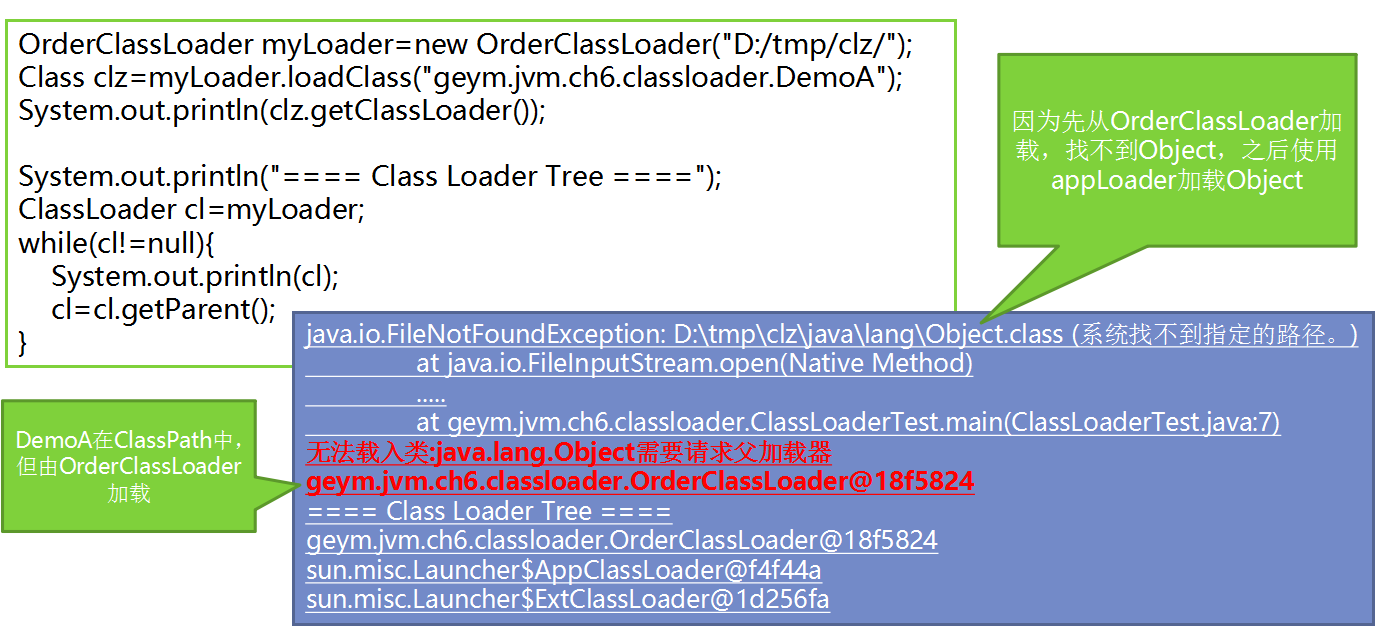 OrderClassLoader myLoader=new OrderClassLoader("D:/tmp/clz/");
Class clz=myLoader.loadClass("geym.jvm.ch6.classloader.DemoA");
System.out.println(clz.getClassLoader());
System.out.println("==== Class Loader Tree ====");
ClassLoader cl=myLoader;
while(cl!=null){
System.out.println(cl);
cl=cl.getParent();
}
因为先从OrderClassLoader加
载，找不到Object，之后使用
appLoader加载Object
java.io.FileNotFoundException: D:\tmp\clz\java\lang\Object.class (系统找不到指定的路径。)
at java.io.FileInputStream.open(Native Method)
.....
at geym.jvm.ch6.classloader.ClassLoaderTest.main(ClassLoaderTest.java:7)
无法载入类:java.lang.Object需要请求父加载器
geym.jvm.ch6.classloader.OrderClassLoader@18f5824
==== Class Loader Tree ====
geym.jvm.ch6.classloader.OrderClassLoader@18f5824
sun.misc.Launcher$AppClassLoader@f4f44a
sun.misc.Launcher$ExtClassLoader@1d256fa
DemoA在ClassPath中，
但由OrderClassLoader
加载